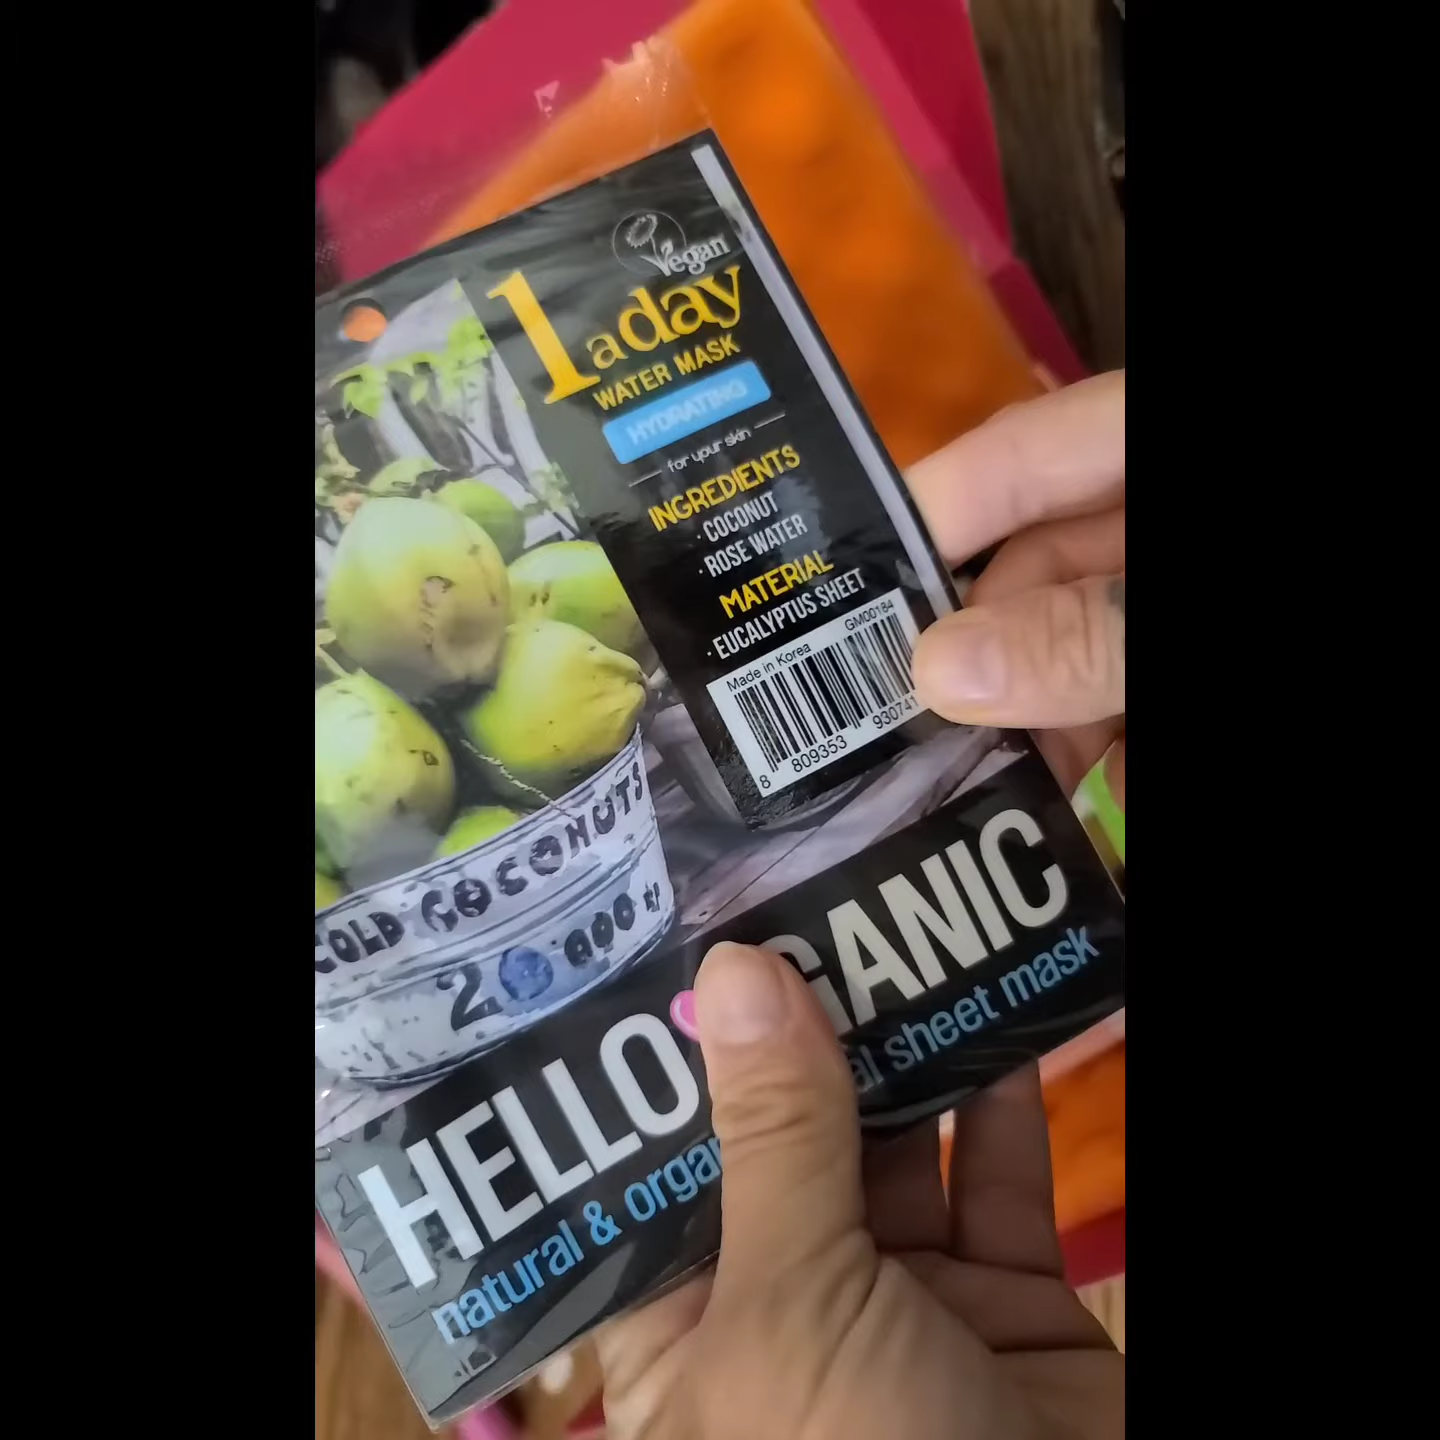 Vegan
1 a day
WATER MASK
HYDRATING
for your skin
INGREDIENTS
· COCONUT
· ROSE WATER
MATERIAL
· EUCALYPTUS SHEET
Made in Korea GM00184
8 809353 930741
COLD COCONUTS
HELLO GANIC
natural & orga al sheet mask